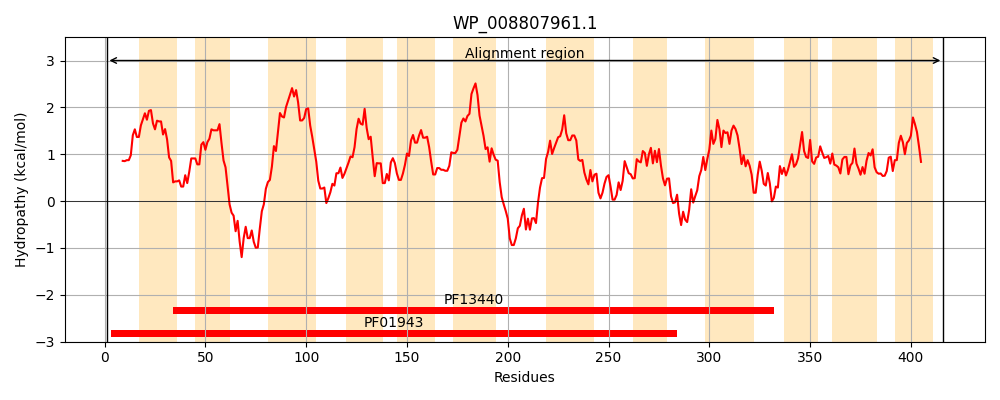 WP_008807961.1
Alignment region
3
2
1
0
−1
−2
−3
Hydropathy (kcal/mol)
PF13440
PF01943
0 50 100 150 200 250 300 350 400
Residues